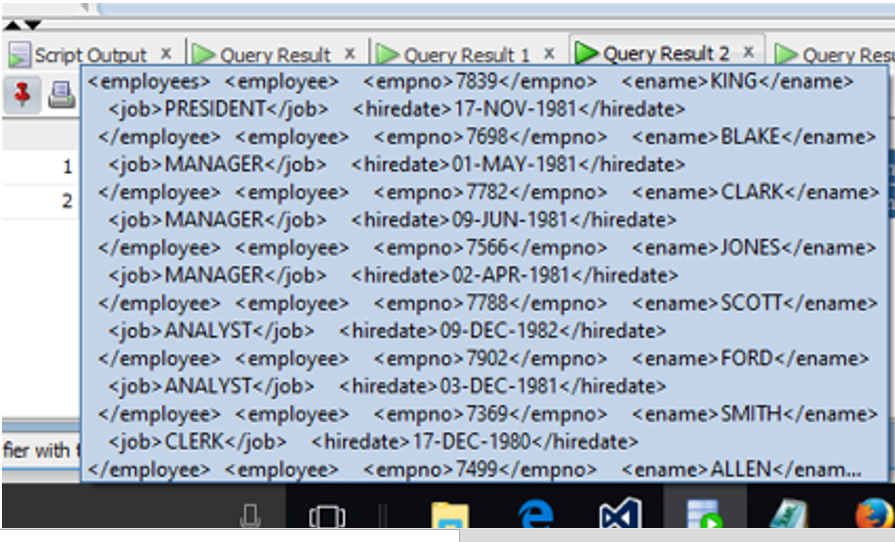 Script Output x Query Result x Query Result 1 x Query Result 2 x Query Resu
<employees> <employee> <empno>7839</empno> <ename>KING</ename>
<job>PRESIDENT</job> <hiredate>17-NOV-1981</hiredate>
</employee> <employee> <empno>7698</empno> <ename>BLAKE</ename>
1 <job>MANAGER</job> <hiredate>01-MAY-1981</hiredate>
</employee> <employee> <empno>7782</empno> <ename>CLARK</ename>
2 <job>MANAGER</job> <hiredate>09-JUN-1981</hiredate>
</employee> <employee> <empno>7566</empno> <ename>JONES</ename>
<job>MANAGER</job> <hiredate>02-APR-1981</hiredate>
</employee> <employee> <empno>7788</empno> <ename>SCOTT</ename>
<job>ANALYST</job> <hiredate>09-DEC-1982</hiredate>
</employee> <employee> <empno>7902</empno> <ename>FORD</ename>
<job>ANALYST</job> <hiredate>03-DEC-1981</hiredate>
</employee> <employee> <empno>7369</empno> <ename>SMITH</ename>
fier with <job>CLERK</job> <hiredate>17-DEC-1980</hiredate>
</employee> <employee> <empno>7499</empno> <ename>ALLEN</enam...